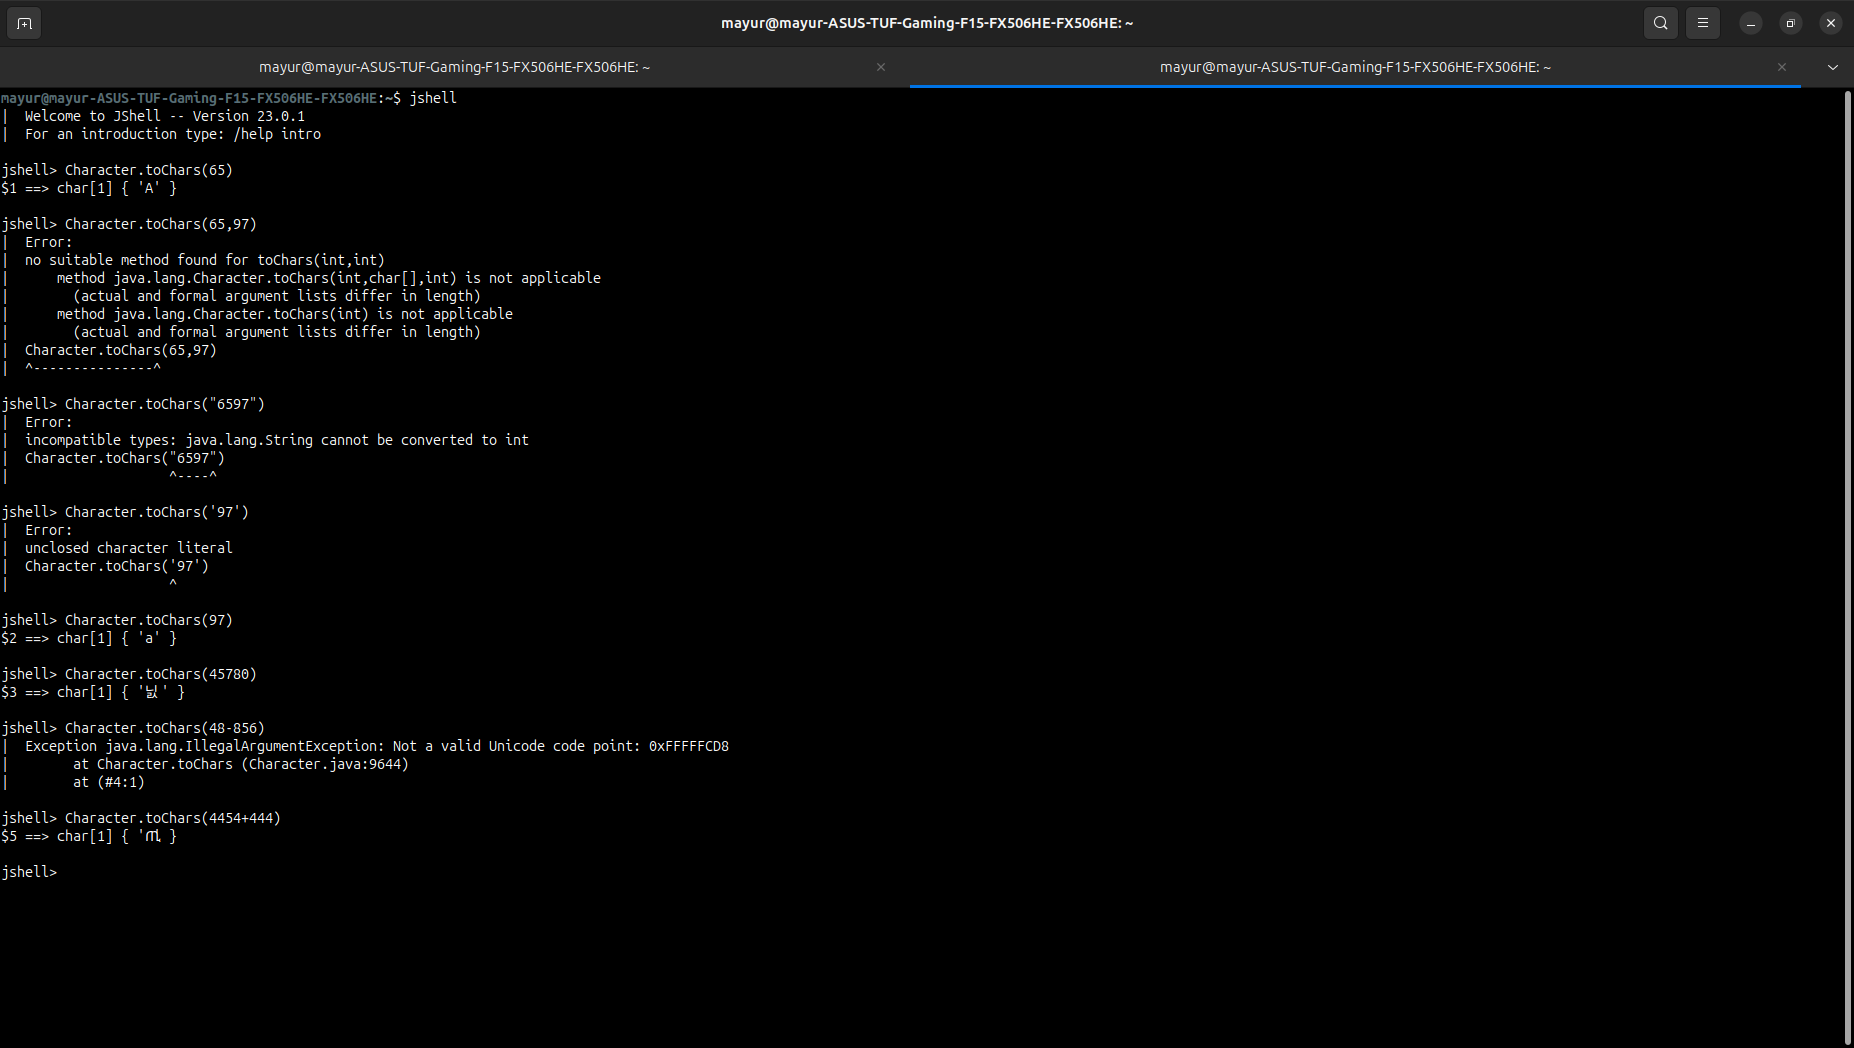 mayur@mayur-ASUS-TUF-Gaming-F15-FX506HE-FX506HE: ~
mayur@mayur-ASUS-TUF-Gaming-F15-FX506HE-FX506HE: ~
mayur@mayur-ASUS-TUF-Gaming-F15-FX506HE-FX506HE: ~
mayur@mayur-ASUS-TUF-Gaming-F15-FX506HE-FX506HE:~$ jshell
|  Welcome to JShell -- Version 23.0.1
|  For an introduction type: /help intro
jshell> Character.toChars(65)
$1 ==> char[1] { 'A' }
jshell> Character.toChars(65,97)
|  Error:
|  no suitable method found for toChars(int,int)
|      method java.lang.Character.toChars(int,char[],int) is not applicable
|        (actual and formal argument lists differ in length)
|      method java.lang.Character.toChars(int) is not applicable
|        (actual and formal argument lists differ in length)
|  Character.toChars(65,97)
|  ^---------------^
jshell> Character.toChars("6597")
|  Error:
|  incompatible types: java.lang.String cannot be converted to int
|  Character.toChars("6597")
|                    ^----^
jshell> Character.toChars('97')
|  Error:
|  unclosed character literal
|  Character.toChars('97')
|                    ^
jshell> Character.toChars(97)
$2 ==> char[1] { 'a' }
jshell> Character.toChars(45780)
$3 ==> char[1] { '닔' }
jshell> Character.toChars(48-856)
|  Exception java.lang.IllegalArgumentException: Not a valid Unicode code point: 0xFFFFFCD8
|        at Character.toChars (Character.java:9644)
|        at (#4:1)
jshell> Character.toChars(4454+444)
$5 ==> char[1] { 'ጢ }
jshell>